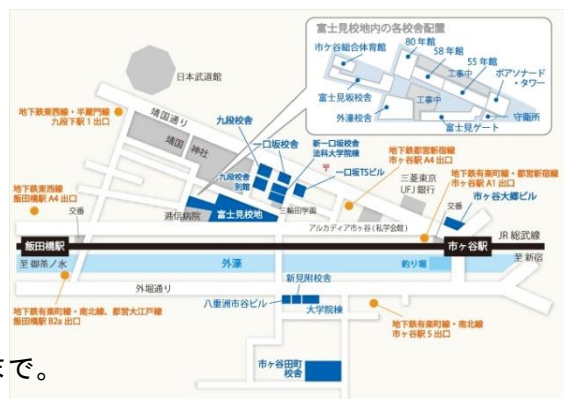 富士見校地内の各校舎配置
市ケ谷総合体育館
80年館
58年館
55年館
工事中
ボアソナード
・タワー
富士見坂校舎
工事中
外濠校舎
富士見ゲート
守衛所
日本武道館
地下鉄東西線・半蔵門線
九段下駅1出口
靖国通り
靖国 神社
九段校舎
一口坂校舎
新一口坂校舎
法科大学院棟
九段校舎
別館
一口坂TSビル
〒
地下鉄都営新宿線
市ヶ谷駅A4出口
三菱東京
UFJ銀行
地下鉄有楽町線・都営新宿線
市ヶ谷駅A1出口
市ケ谷大郷ビル
地下鉄東西線
飯田橋駅A4出口
交番
逓信病院
富士見校地
三輪田学園
アルカディア市ヶ谷(私学会館)
交番
飯田橋駅
市ヶ谷駅
JR総武線
至御茶ノ水
外濠
釣り堀
至新宿
外堀通り
新見附校舎
地下鉄有楽町線・南北線、都営大江戸線
飯田橋駅B2a出口
八重洲市谷ビル
大学院棟
地下鉄有楽町線・南北線
市ヶ谷駅5出口
市ケ谷田町
校舎
まで。